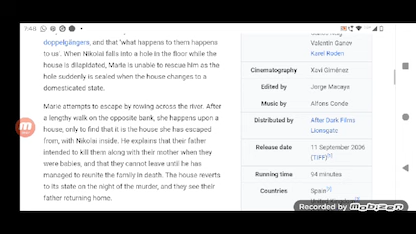 7:48
doppelgängers, and that 'what happens to them happens
to us'. When Nikolai falls into a hole in the floor while the
house is dilapidated, Marie is unable to rescue him as the
hole suddenly is sealed when the house changes to a
domesticated state.
Marie attempts to escape by rowing across the river. After
a lengthy walk on the opposite bank, she happens upon a
house, only to find that it is the house she has escaped
from, with Nikolai inside. He explains that their father
intended to kill them along with their mother when they
were babies, and that they cannot leave until he has
managed to reunite the family in death. The house reverts
to its state on the night of the murder, and they see their
father returning home.
Valentin Ganev
Karel Roden
Cinematography Xavi Giménez
Edited by Jorge Macaya
Music by Alfons Conde
Distributed by After Dark Films
Lionsgate
Release date 11 September 2006
(TIFF)[1]
Running time 94 minutes
Countries Spain
Recorded by Mobizen